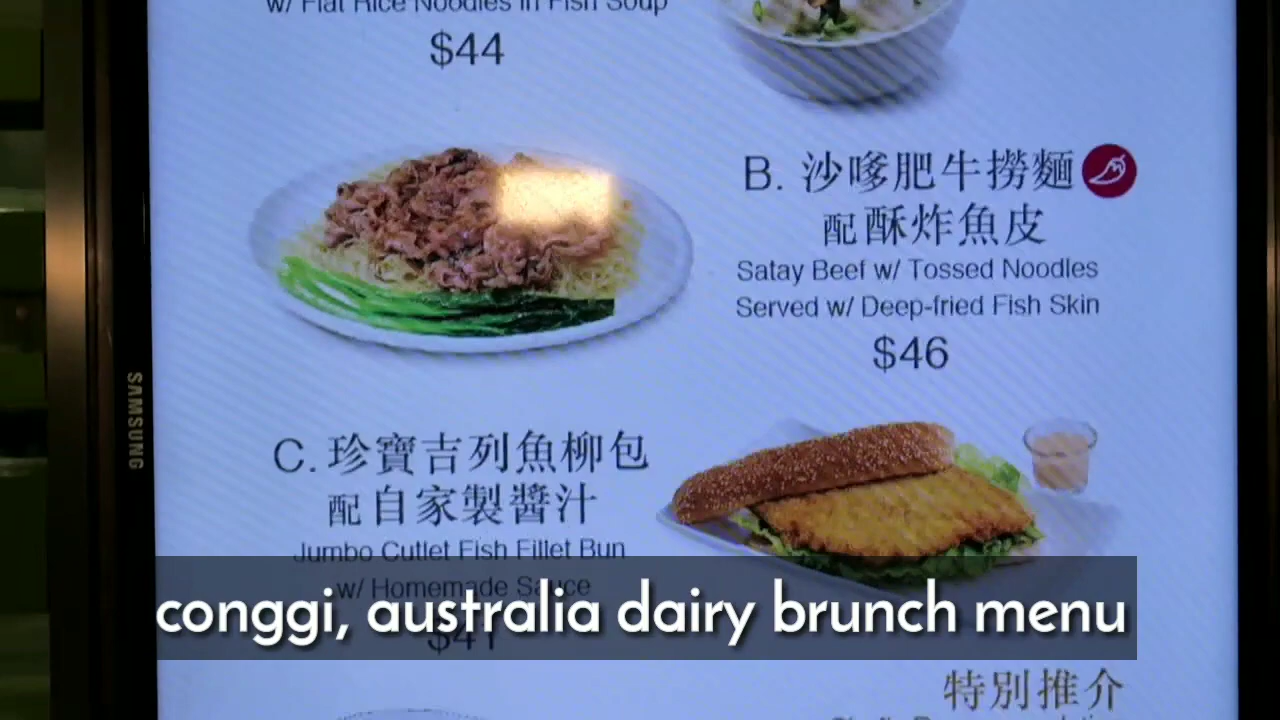 w/ Flat Rice Noodles in Fish Soup
$44
B. 沙嗲肥牛撈麵
配酥炸魚皮
Satay Beef w/ Tossed Noodles
Served w/ Deep-fried Fish Skin
$46
SAMSUNG
C. 珍寶吉列魚柳包
配自家製醬汁
Jumbo Cutlet Fish Fillet Bun
w/ Homemade Sauce
$41
conggi, australia dairy brunch menu
特別推介